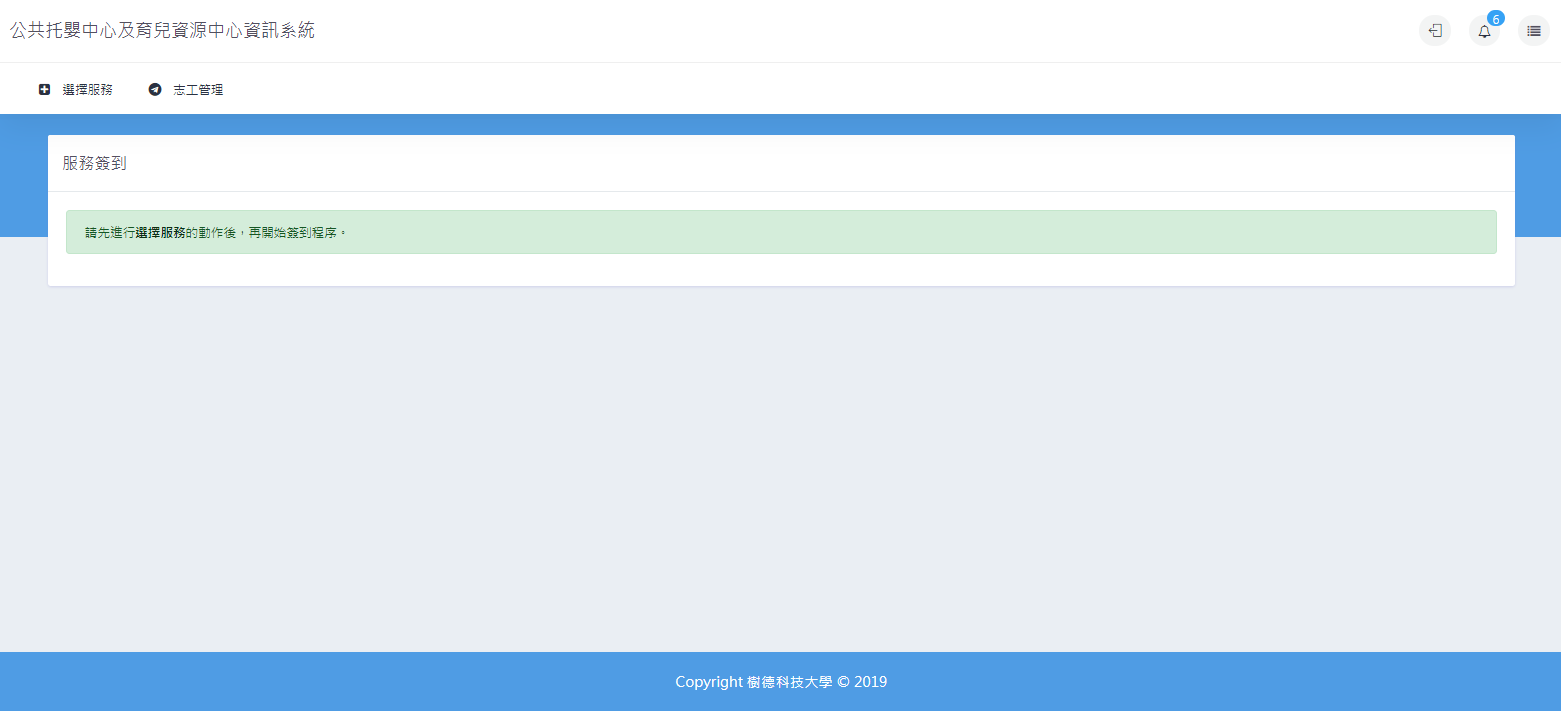 公共托嬰中心及育兒資源中心資訊系統
6
選擇服務 志工管理
服務簽到
請先進行選擇服務的動作後，再開始簽到程序。
Copyright 樹德科技大學 © 2019